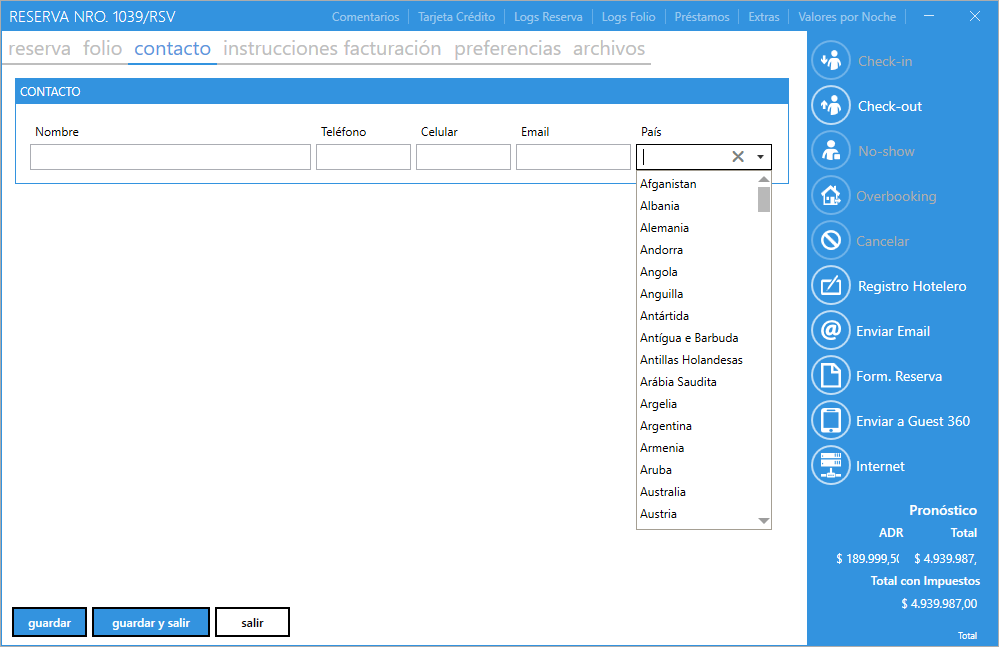 RESERVA NRO. 1039/RSV
Comentarios Tarjeta Crédito Logs Reserva Logs Folio Préstamos Extras Valores por Noche
reserva folio contacto instrucciones facturación preferencias archivos
CONTACTO
Nombre Teléfono Celular Email País
Afganistan
Albania
Alemania
Andorra
Angola
Anguilla
Antártida
Antígua e Barbuda
Antillas Holandesas
Arábia Saudita
Argelia
Argentina
Armenia
Aruba
Australia
Austria
guardar guardar y salir salir
Check-in
Check-out
No-show
Overbooking
Cancelar
Registro Hotelero
Enviar Email
Form. Reserva
Enviar a Guest 360
Internet
Pronóstico
ADR Total
$ 189.999,50 $ 4.939.987,
Total con Impuestos
$ 4.939.987,00
Total